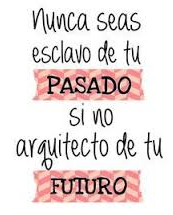 Nunca seas
esclavo de tu
PASADO
si no
arquitecto de tu
FUTURO